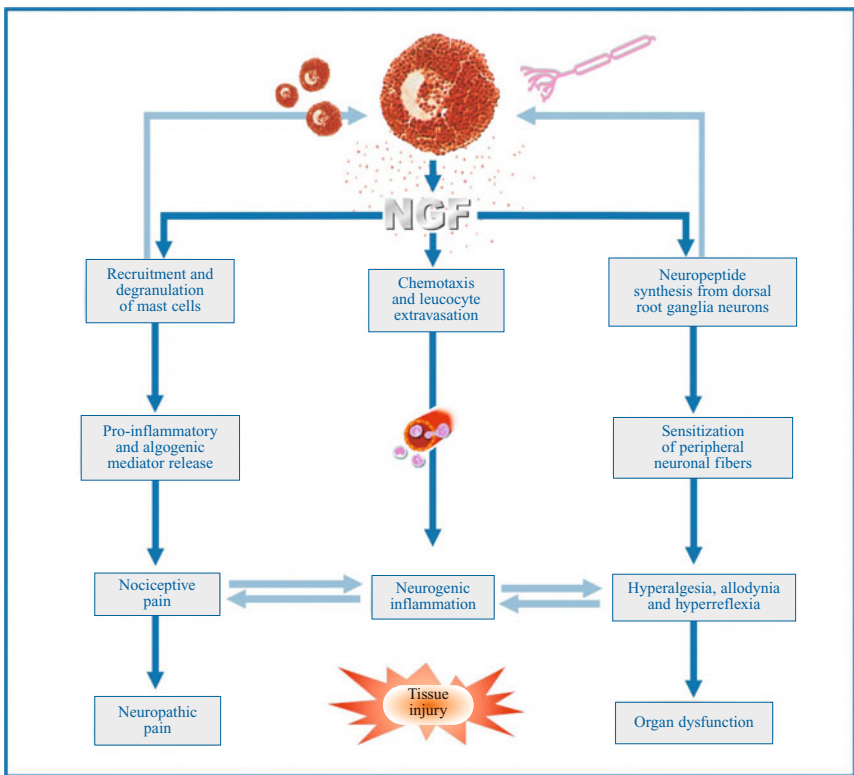 NGF
Recruitment and
degranulation
of mast cells
Chemotaxis
and leucocyte
extravasation
Neuropeptide
synthesis from dorsal
root ganglia neurons
Pro-inflammatory
and algogenic
mediator release
Sensitization
of peripheral
neuronal fibers
Nociceptive
pain
Neurogenic
inflammation
Hyperalgesia, allodynia
and hyperreflexia
Neuropathic
pain
Tissue
injury
Organ dysfunction